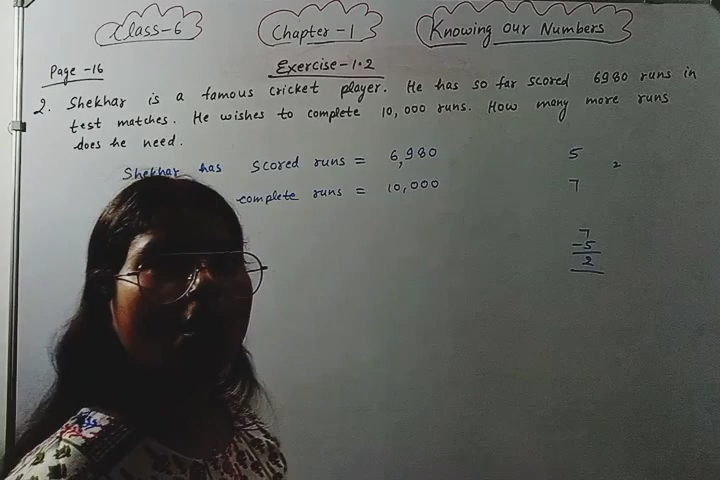 Class-6
Chapter-1
Knowing Our Numbers
Page -16
Exercise-1.2
2. Shekhar is a famous cricket player. He has so far scored 6980 runs in
test matches. He wishes to complete 10,000 runs. How many more runs
does he need.
Shekhar has scored runs = 6,980
complete runs = 10,000
5
2
7
7
-5
2